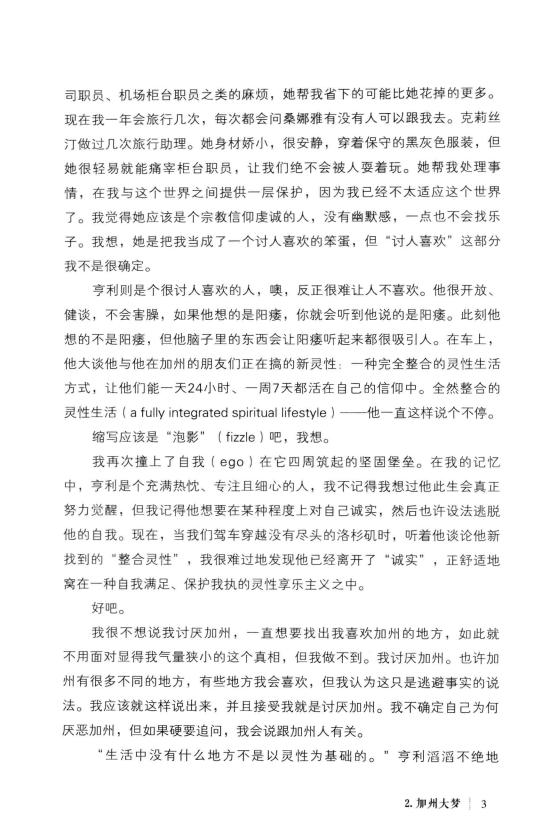 司职员、机场柜台职员之类的麻烦，她帮我省下的可能比她花掉的更多。
现在我一年会旅行几次，每次都会问桑娜雅有没有人可以跟我去。克莉丝
汀做过几次旅行助理。她身材娇小，很安静，穿着保守的黑灰色服装，但
她很轻易就能痛宰柜台职员，让我们绝不会被人耍着玩。她帮我处理事
情，在我与这个世界之间提供一层保护，因为我已经不太适应这个世界
了。我觉得她应该是个宗教信仰虔诚的人，没有幽默感，一点也不会找乐
子。我想，她是把我当成了一个讨人喜欢的笨蛋，但“讨人喜欢”这部分
我不是很确定。
亨利则是个很讨人喜欢的人，噢，反正很难让人不喜欢。他很开放、
健谈，不会害臊，如果他想的是阳痿，你就会听到他说的是阳痿。此刻他
想的不是阳痿，但他脑子里的东西会让阳痿听起来都很吸引人。在车上，
他大谈他与他在加州的朋友们正在搞的新灵性：一种完全整合的灵性生活
方式，让他们能一天24小时、一周7天都活在自己的信仰中。全然整合的
灵性生活（a fully integrated spiritual lifestyle）——他一直这样说个不停。
缩写应该是“泡影”（fizzle）吧，我想。
我再次撞上了自我（ego）在它四周筑起的坚固堡垒。在我的记忆
中，亨利是个充满热忱、专注且细心的人，我不记得我想过他此生会真正
努力觉醒，但我记得他想要在某种程度上对自己诚实，然后也许设法逃脱
他的自我。现在，当我们驾车穿越没有尽头的洛杉矶时，听着他谈论他新
找到的“整合灵性”，我很难过地发现他已经离开了“诚实”，正舒适地
窝在一种自我满足、保护我执的灵性享乐主义之中。
好吧。
我很不想说我讨厌加州，一直想要找出我喜欢加州的地方，如此就
不用面对显得我气量狭小的这个真相，但我做不到。我讨厌加州。也许加
州有很多不同的地方，有些地方我会喜欢，但我认为这只是逃避事实的说
法。我应该就这样说出来，并且接受我就是讨厌加州。我不确定自己为何
厌恶加州，但如果硬要追问，我会说跟加州人有关。
“生活中没有什么地方不是以灵性为基础的。”亨利滔滔不绝地
2. 加州大梦 3